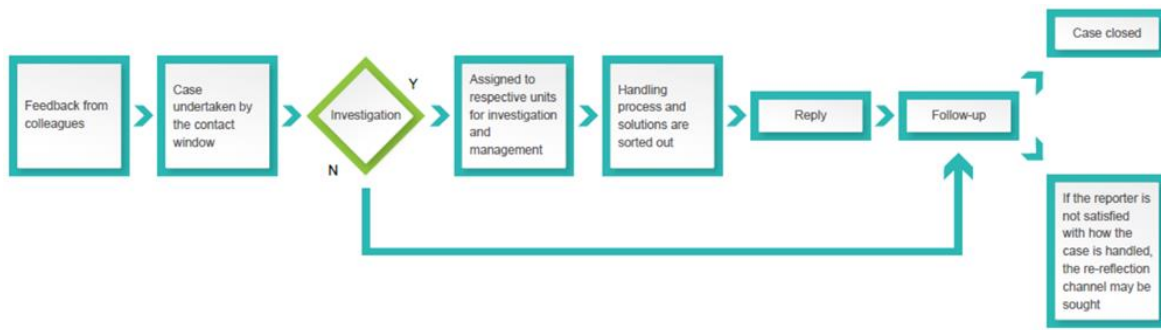 Feedback from
colleagues
Case
undertaken by
the contact
window
Investigation
Y
N
Assigned to
respective units
for investigation
and
management
Handling
process and
solutions are
sorted out
Reply
Follow-up
Case closed
If the reporter is
not satisfied
with how the
case is handled,
the re-reflection
channel may be
sought